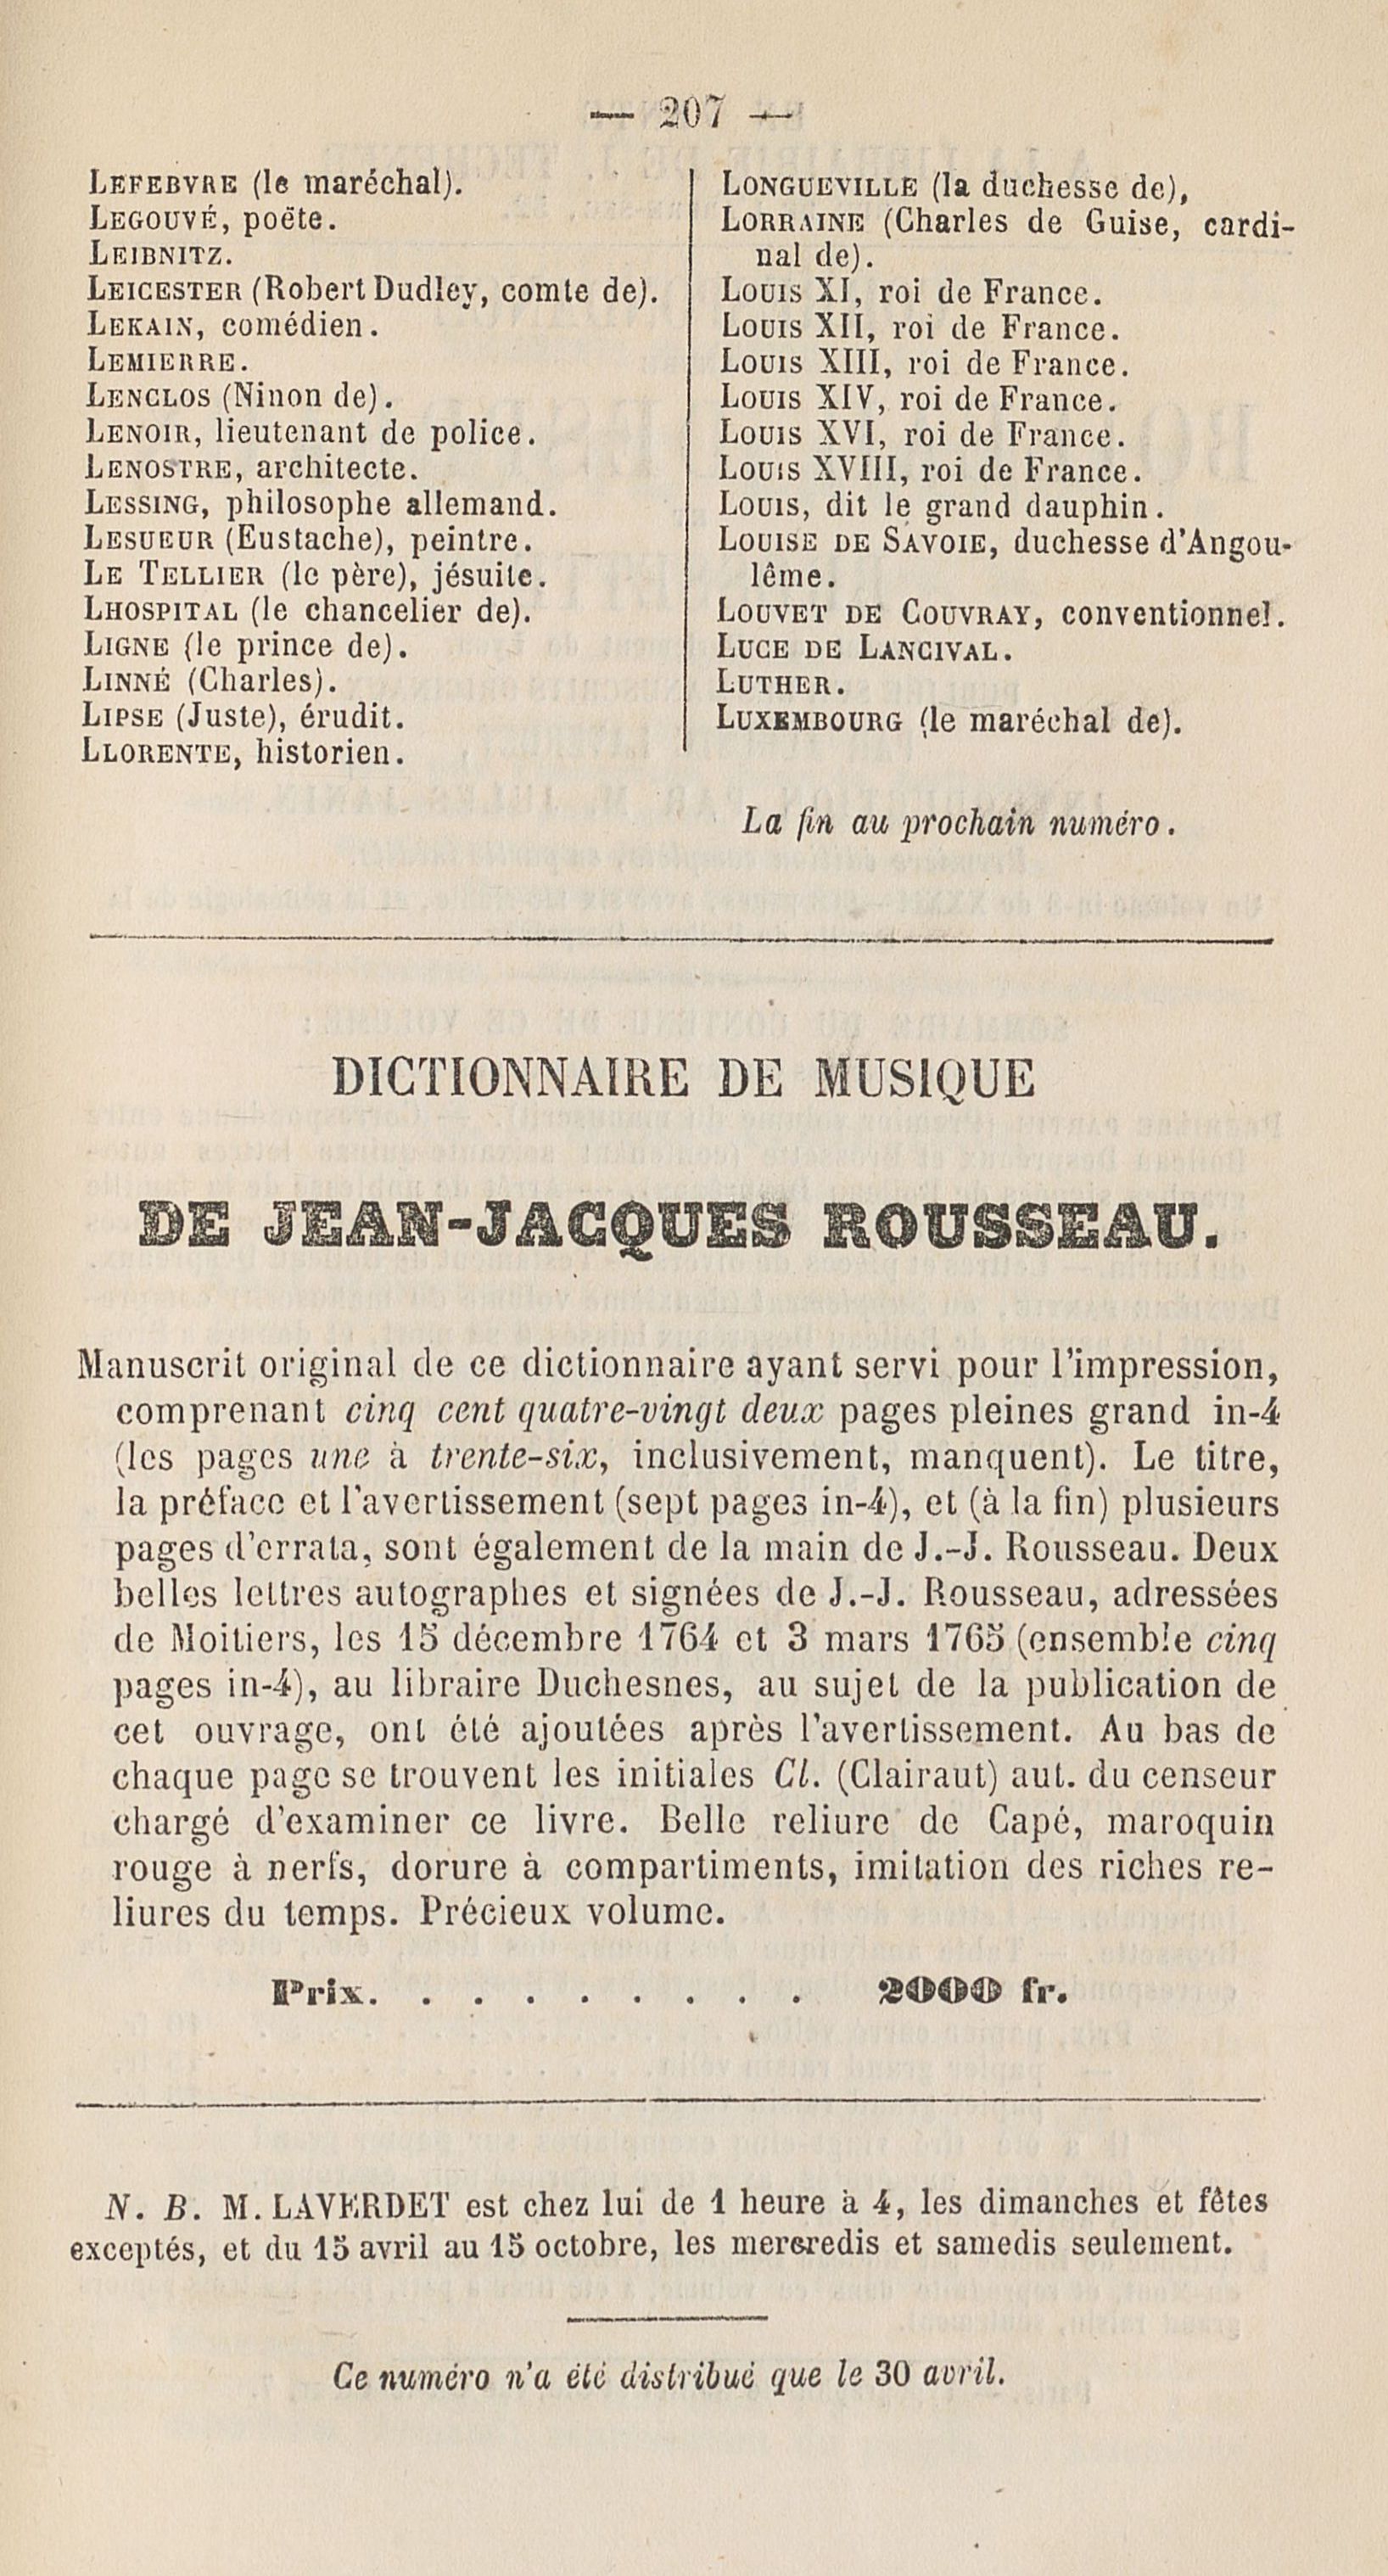 — 207 —
LEFEBVRE (le maréchal).
LEGOUVÉ, poëte.
LEIBNITZ.
LEICESTER (Robert Dudley, comte de).
LEKAIN, comédien.
LEMIERRE.
LENCLOS (Ninon de).
LENOIR, lieutenant de police.
LENOSTRE, architecte.
LESSING, philosophe allemand.
LESUEUR (Eustache), peintre.
LE TELLIER (le père), jésuite.
LHOSPITAL (le chancelier de).
LIGNE (le prince de).
LINNÉ (Charles).
LIPSE (Juste), érudit.
LLORENTE, historien.
LONGUEVILLE (la duchesse de),
LORRAINE (Charles de Guise, cardi-
nal de).
LOUIS XI, roi de France.
LOUIS XII, roi de France.
LOUIS XIII, roi de France.
LOUIS XIV, roi de France.
LOUIS XVI, roi de France.
LOUIS XVIII, roi de France.
LOUIS, dit le grand dauphin.
LOUISE DE SAVOIE, duchesse d'Angou-
lême.
LOUVET DE COUVRAY, conventionnel.
LUCE DE LANCIVAL.
LUTHER.
LUXEMBOURG (le maréchal de).
La fin au prochain numéro.
DICTIONNAIRE DE MUSIQUE
DE JEAN-JACQUES ROUSSEAU.
Manuscrit original de ce dictionnaire ayant servi pour l'impression,
comprenant cinq cent quatre-vingt deux pages pleines grand in-4
(les pages une à trente-six, inclusivement, manquent). Le titre,
la préface et l'avertissement (sept pages in-4), et (à la fin) plusieurs
pages d'errata, sont également de la main de J.-J. Rousseau. Deux
belles lettres autographes et signées de J.-J. Rousseau, adressées
de Moitiers, les 15 décembre 1764 et 3 mars 1765 (ensemble cinq
pages in-4), au libraire Duchesnes, au sujet de la publication de
cet ouvrage, ont été ajoutées après l'avertissement. Au bas de
chaque page se trouvent les initiales Cl. (Clairaut) aut. du censeur
chargé d'examiner ce livre. Belle reliure de Capé, maroquin
rouge à nerfs, dorure à compartiments, imitation des riches re-
liures du temps. Précieux volume.
Prix. . . . . . . . . 2000 fr.
N. B. M. LAVERDET est chez lui de 1 heure à 4, les dimanches et fêtes
exceptés, et du 15 avril au 15 octobre, les mercredis et samedis seulement.
Ce numéro n'a été distribué que le 30 avril.